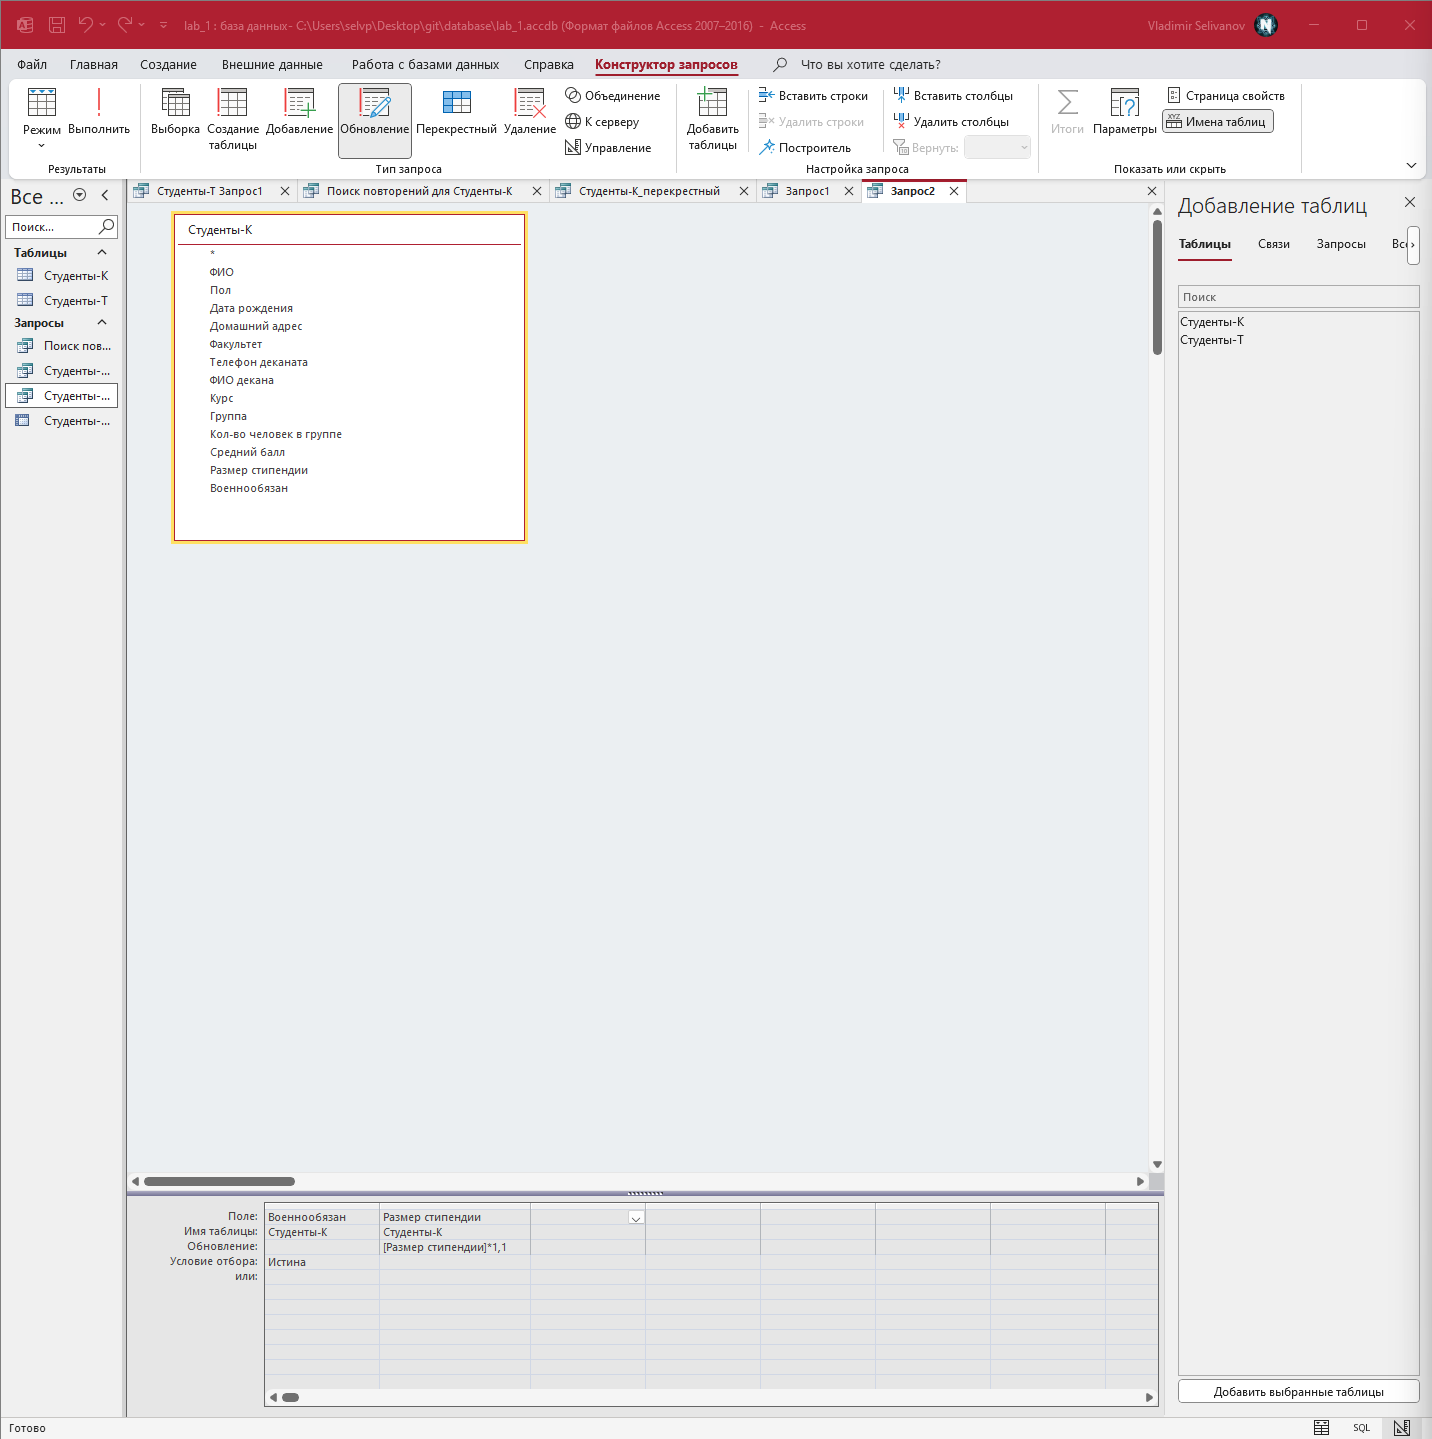 lab_1 : база данных- C:\Users\selvp\Desktop\git\database\lab_1.accdb (Формат файлов Access 2007–2016) - Access
Vladimir Selivanov
Файл
Главная
Создание
Внешние данные
Работа с базами данных
Справка
Конструктор запросов
Что вы хотите сделать?
Режим
Выполнить
Результаты
Выборка
Создание таблицы
Добавление
Обновление
Перекрестный
Удаление
Объединение
К серверу
Управление
Тип запроса
Добавить таблицы
Вставить строки
Удалить строки
Построитель
Вставить столбцы
Удалить столбцы
Вернуть:
Настройка запроса
Итоги
Параметры
Страница свойств
Имена таблиц
Показать или скрыть
Все ...
Поиск...
Таблицы
Студенты-К
Студенты-Т
Запросы
Поиск пов...
Студенты-...
Студенты-...
Студенты-...
Студенты-Т Запрос1
Поиск повторений для Студенты-К
Студенты-К_перекрестный
Запрос1
Запрос2
Студенты-К
*
ФИО
Пол
Дата рождения
Домашний адрес
Факультет
Телефон деканата
ФИО декана
Курс
Группа
Кол-во человек в группе
Средний балл
Размер стипендии
Военнообязан
Добавление таблиц
Таблицы
Связи
Запросы
Поиск
Студенты-К
Студенты-Т
Добавить выбранные таблицы
Поле: Военнообязан Размер стипендии
Имя таблицы: Студенты-К Студенты-К
Обновление: [Размер стипендии]*1,1
Условие отбора: Истина
или:
Готово
SQL